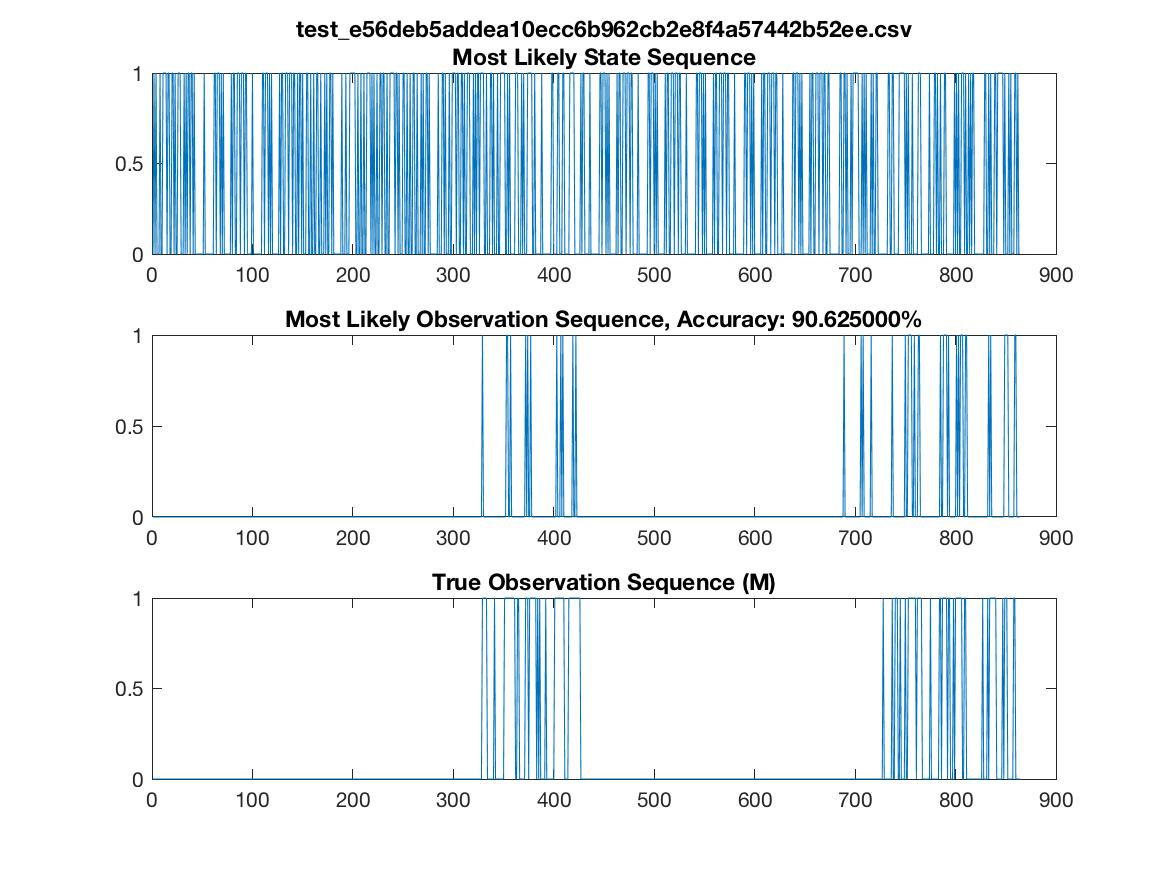 test_e56deb5addea10ecc6b962cb2e8f4a57442b52ee.csv
Most Likely State Sequence
1
0.5
0
0 100 200 300 400 500 600 700 800 900
Most Likely Observation Sequence, Accuracy: 90.625000%
1
0.5
0
0 100 200 300 400 500 600 700 800 900
True Observation Sequence (M)
1
0.5
0
0 100 200 300 400 500 600 700 800 900